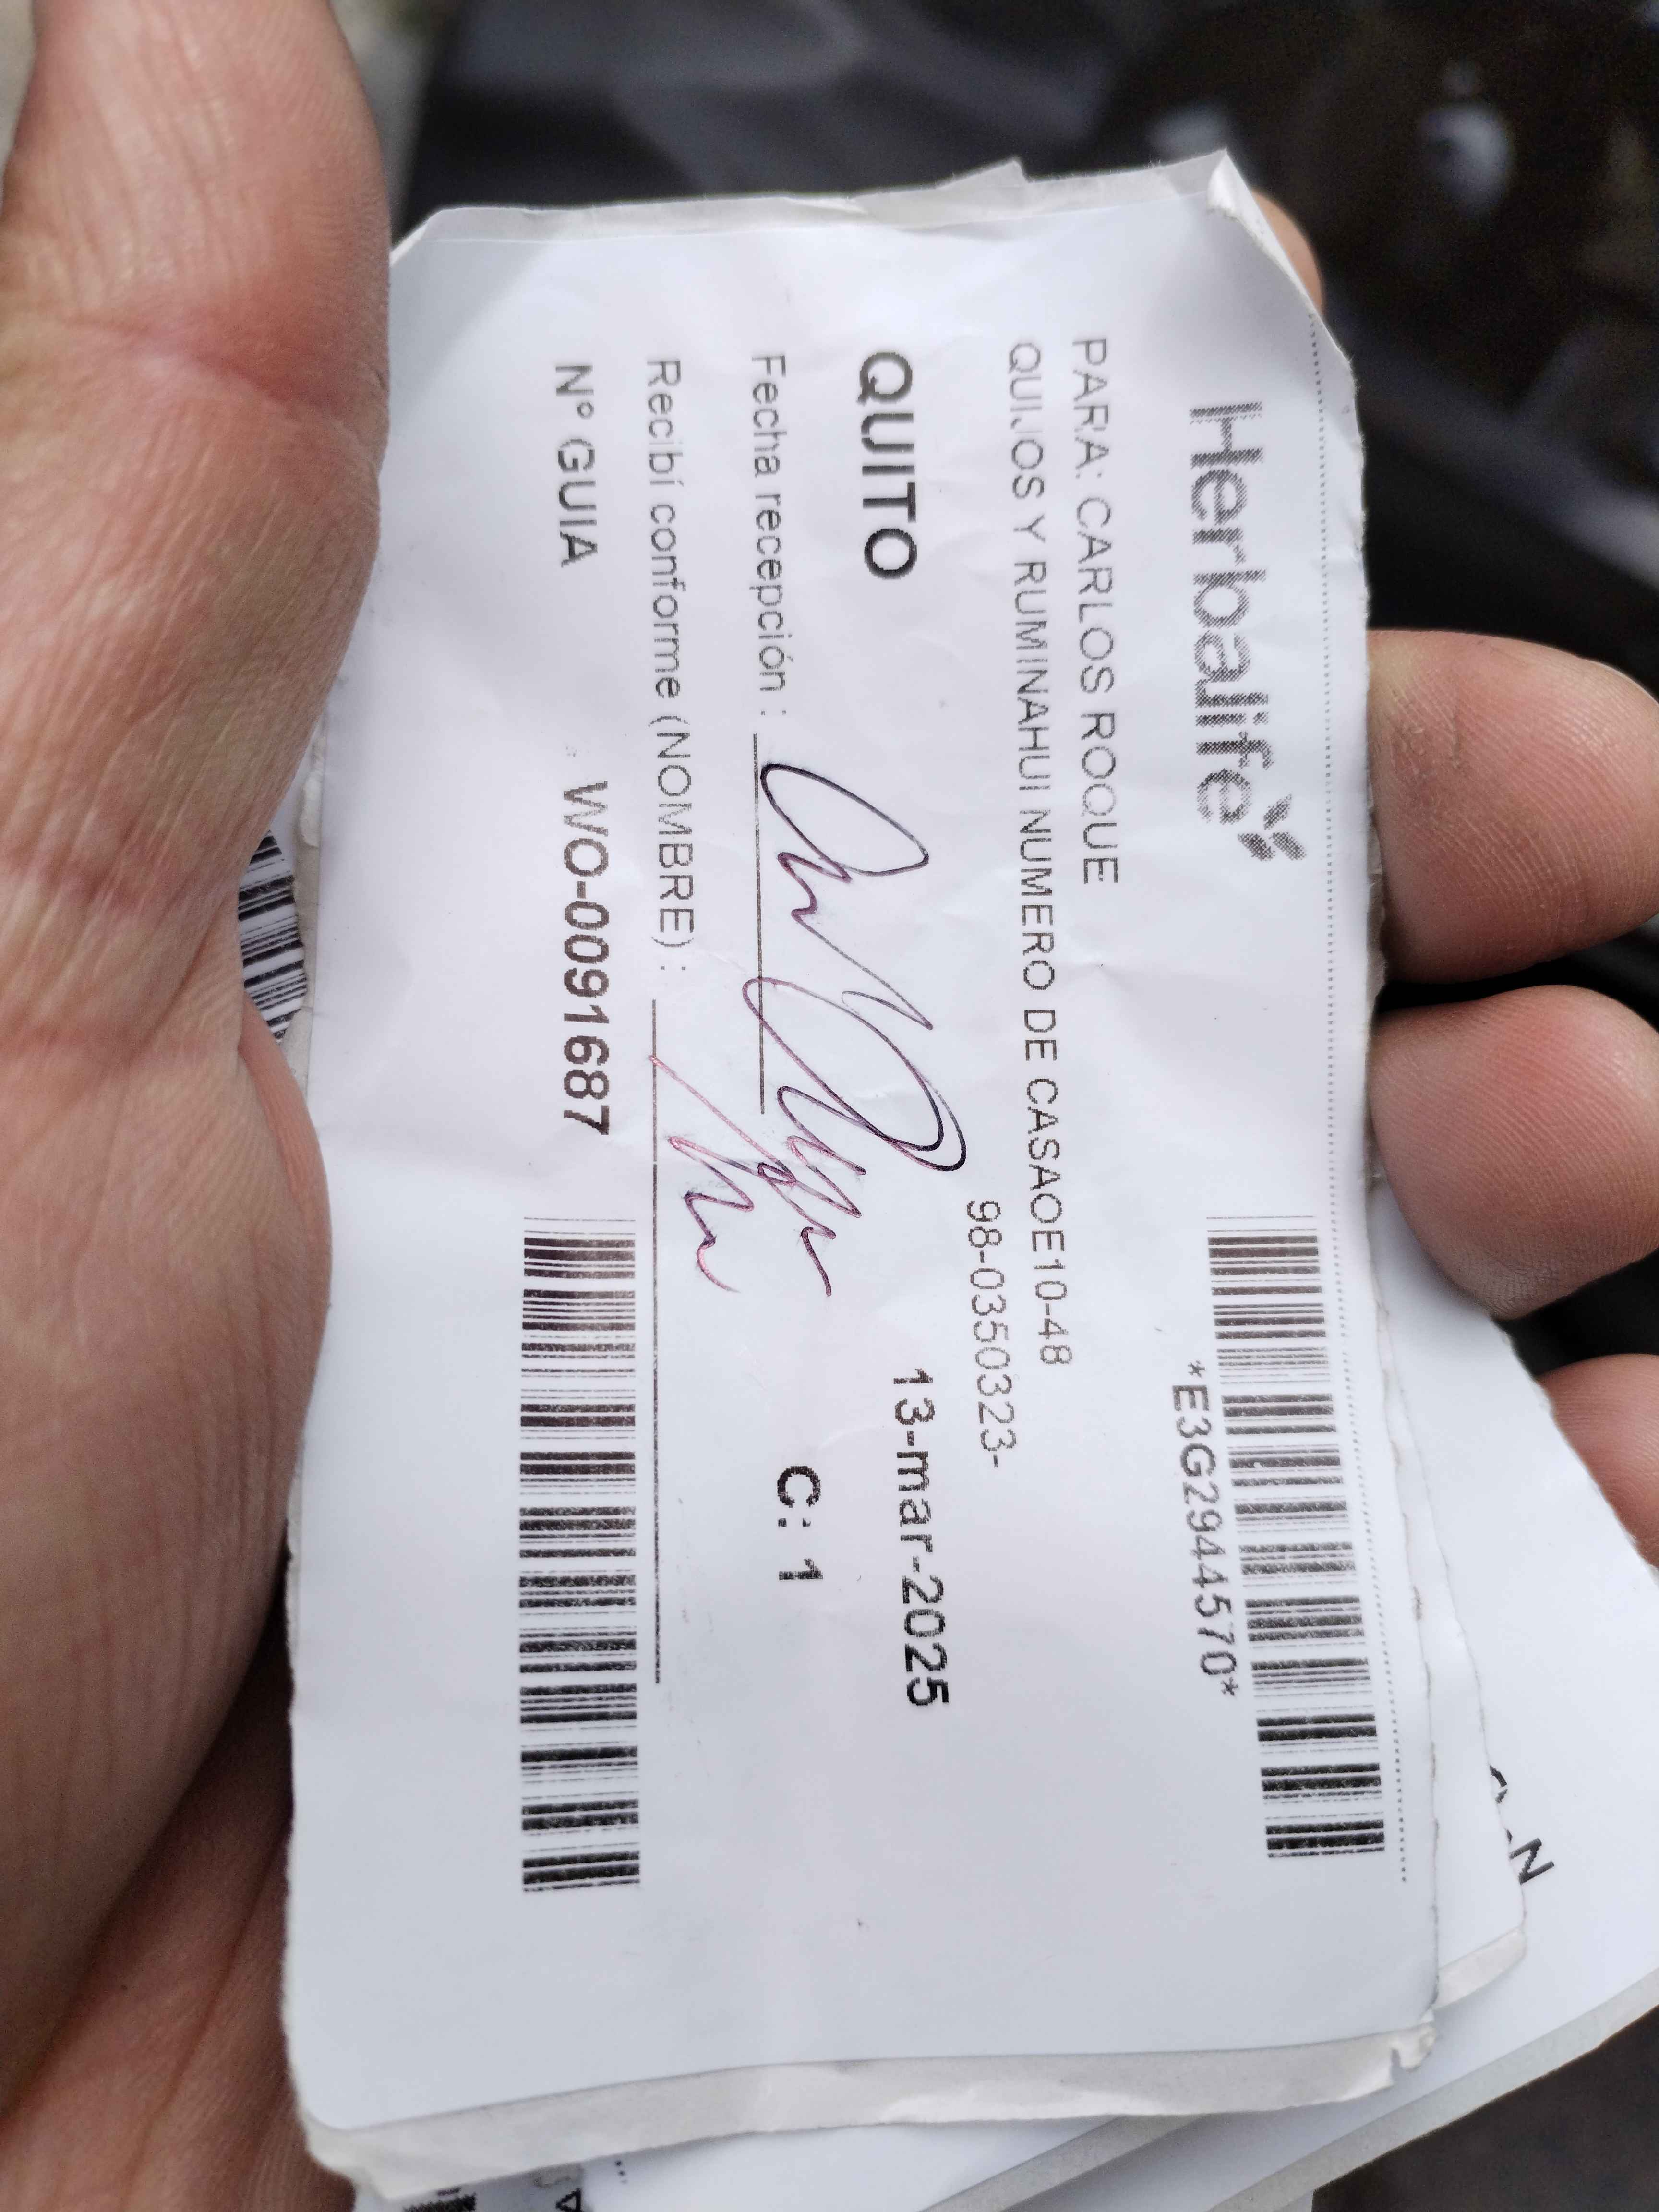 Herbalife
*E3G2944570*
PARA: CARLOS ROQUE
QUIJOS Y RUMINAHUI NUMERO DE CASAOE10-48
98-0350323-
QUITO
13-mar-2025
Fecha recepción :
C: 1
Recibí conforme (NOMBRE) :
Nº GUIA
WO-0091687